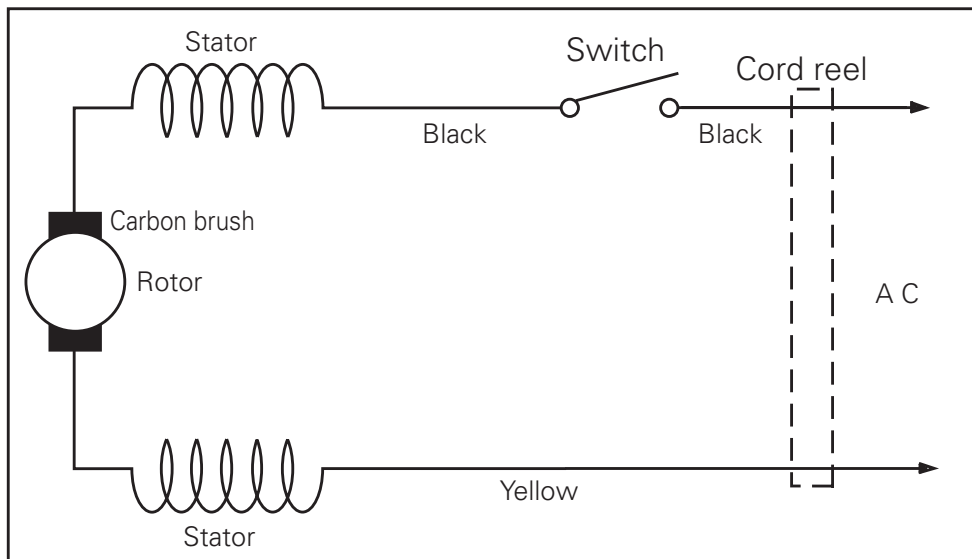 Stator
Switch
Cord reel
Black
Black
Carbon brush
Rotor
A C
Yellow
Stator